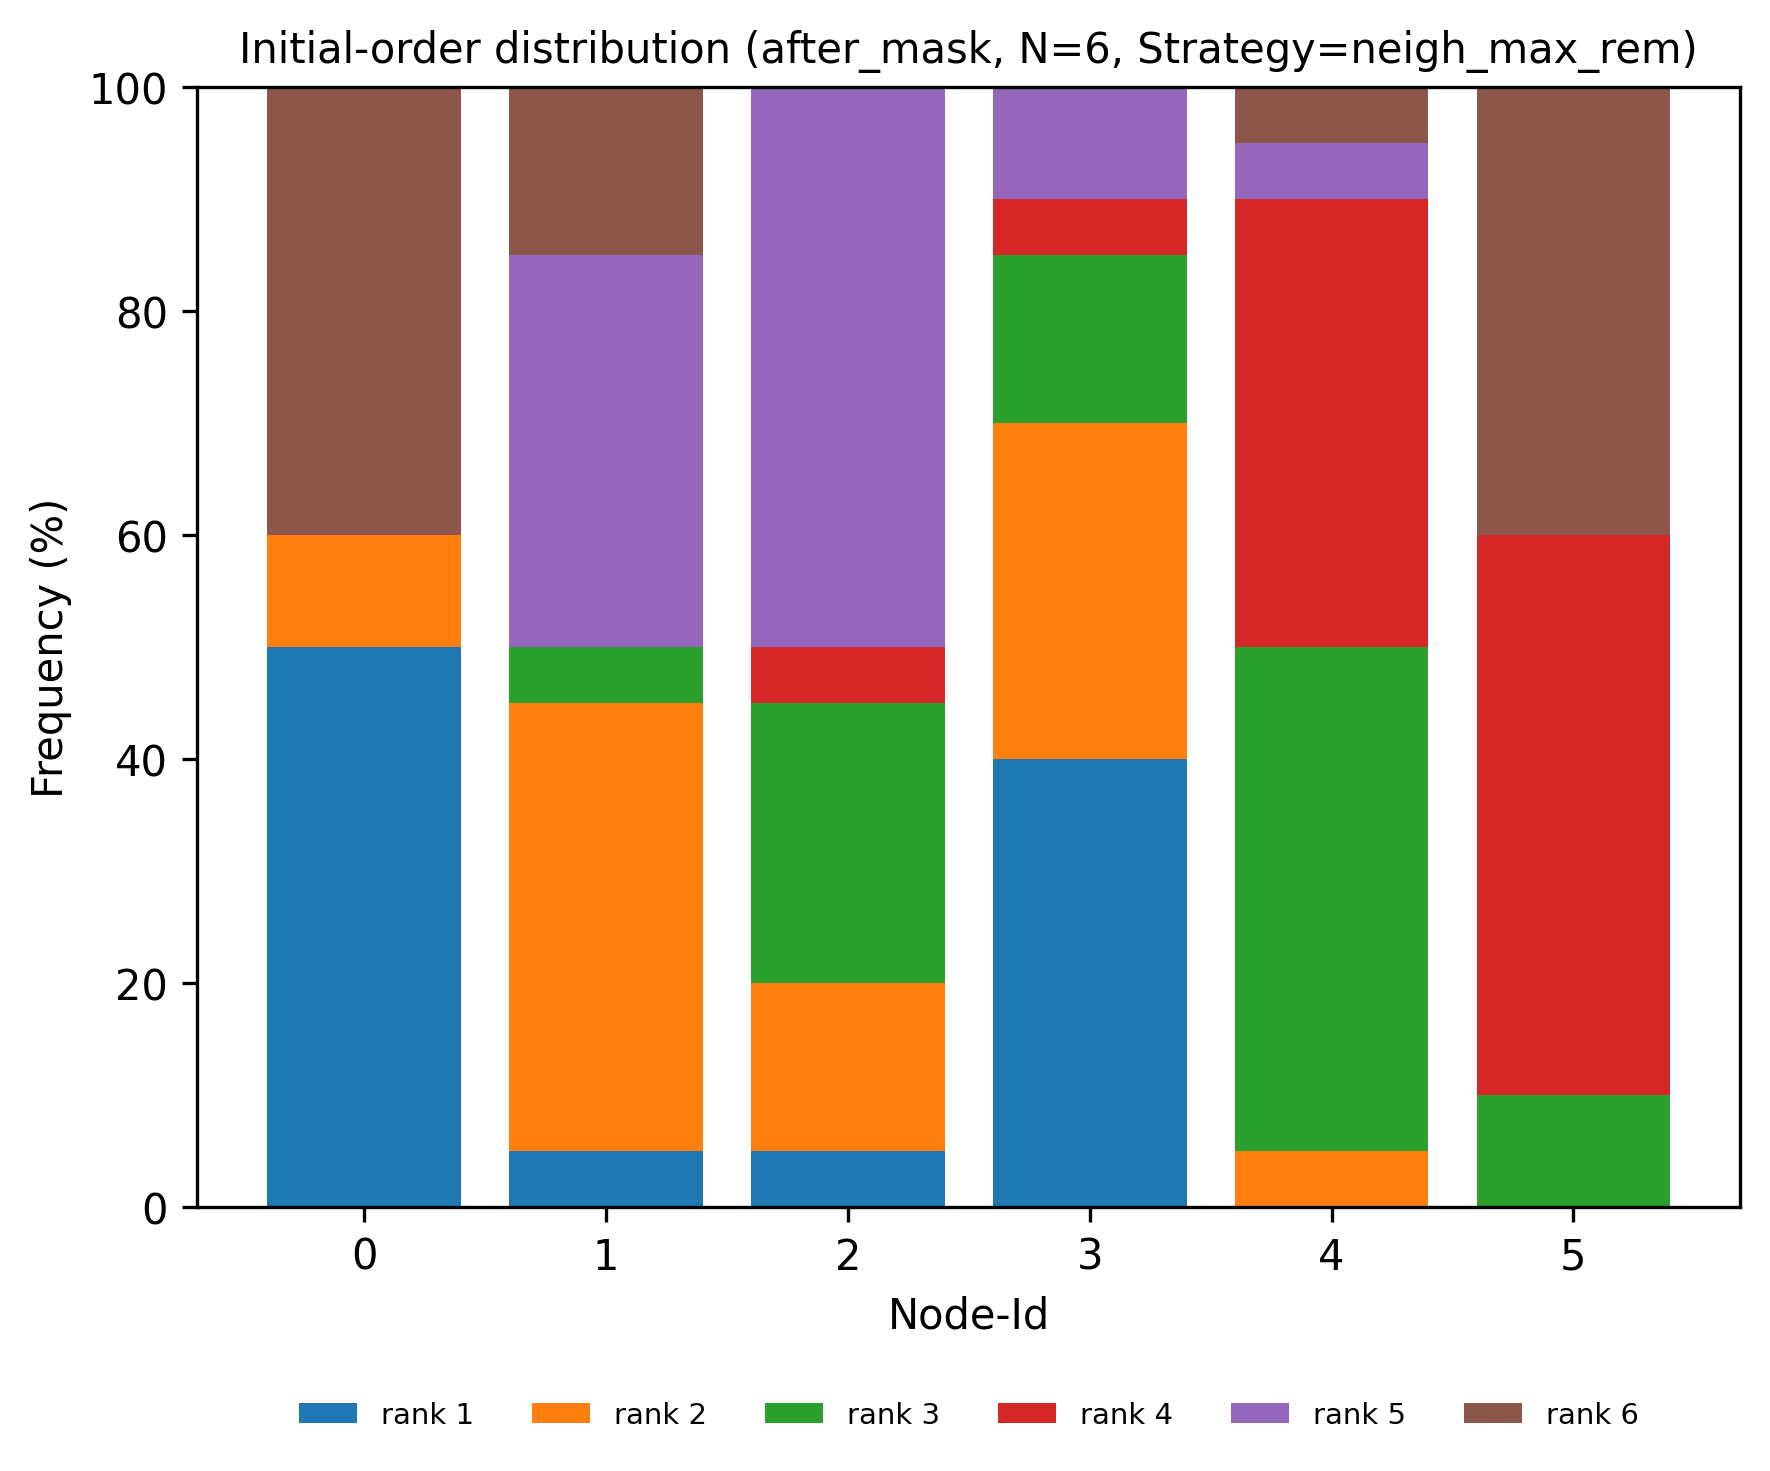 Initial-order distribution (after_mask, N=6, Strategy=neigh_max_rem)
100
80
60
40
20
0
Frequency (%)
0 1 2 3 4 5
Node-Id
rank 1 rank 2 rank 3 rank 4 rank 5 rank 6